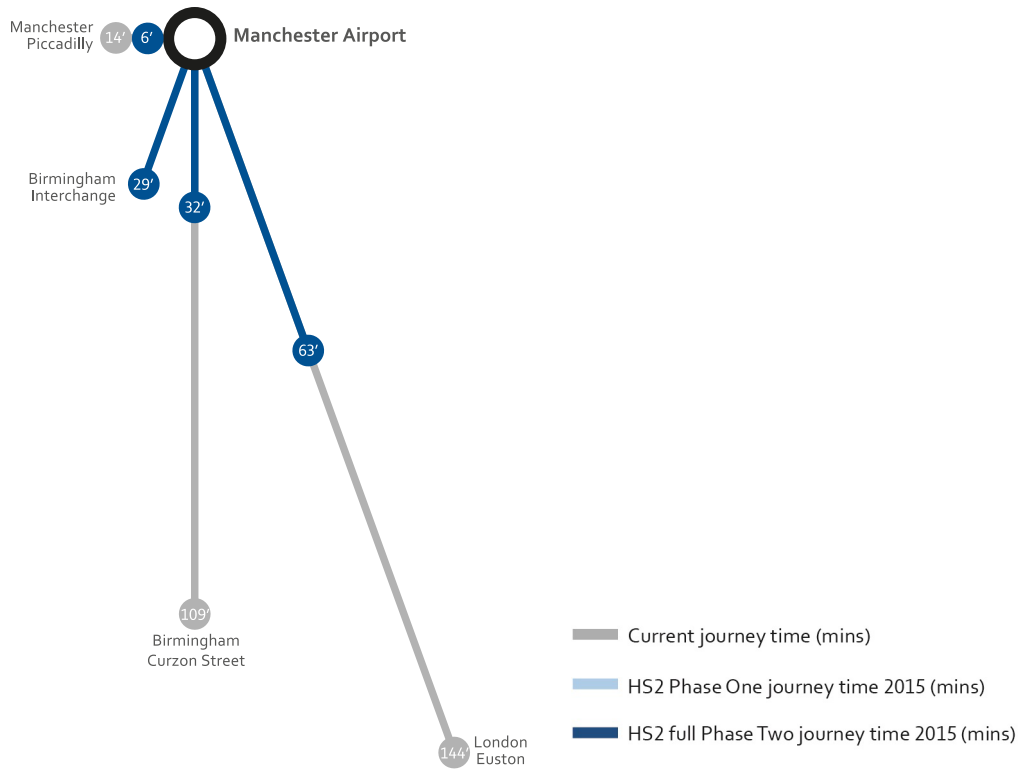 Manchester
Piccadilly
14’
6’
Manchester Airport
Birmingham
Interchange
29’
32’
63’
109’
Birmingham
Curzon Street
144’
London
Euston
Current journey time (mins)
HS2 Phase One journey time 2015 (mins)
HS2 full Phase Two journey time 2015 (mins)